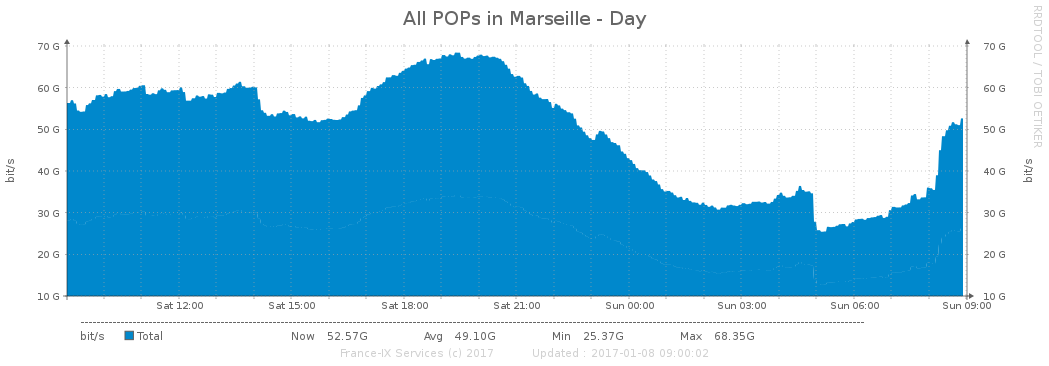 All POPs in Marseille - Day
RRDTOOL / TOBI OETIKER
70 G 70 G
60 G 60 G
50 G 50 G
40 G 40 G
30 G 30 G
20 G 20 G
10 G 10 G
bit/s bit/s
Sat 12:00 Sat 15:00 Sat 18:00 Sat 21:00 Sun 00:00 Sun 03:00 Sun 06:00 Sun 09:00
bit/s Total Now 52.57G Avg 49.10G Min 25.37G Max 68.35G
France-IX Services (c) 2017 Updated : 2017-01-08 09:00:02